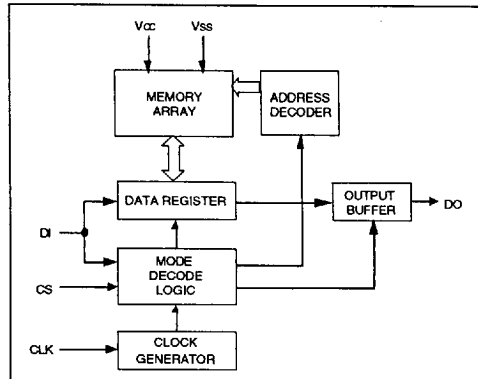 Vcc Vss
MEMORY
ARRAY
ADDRESS
DECODER
DATA REGISTER
OUTPUT
BUFFER
DO
DI
MODE
DECODE
LOGIC
CS
CLK
CLOCK
GENERATOR